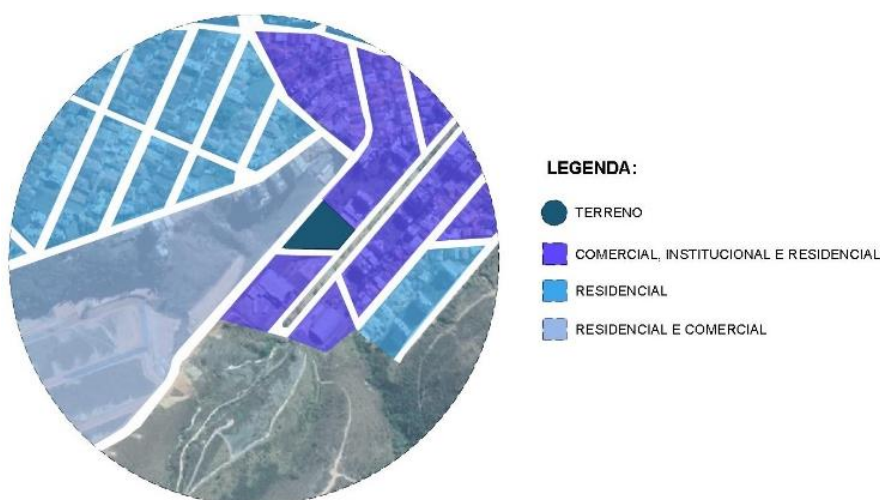 LEGENDA:
TERRENO
COMERCIAL, INSTITUCIONAL E RESIDENCIAL
RESIDENCIAL
RESIDENCIAL E COMERCIAL